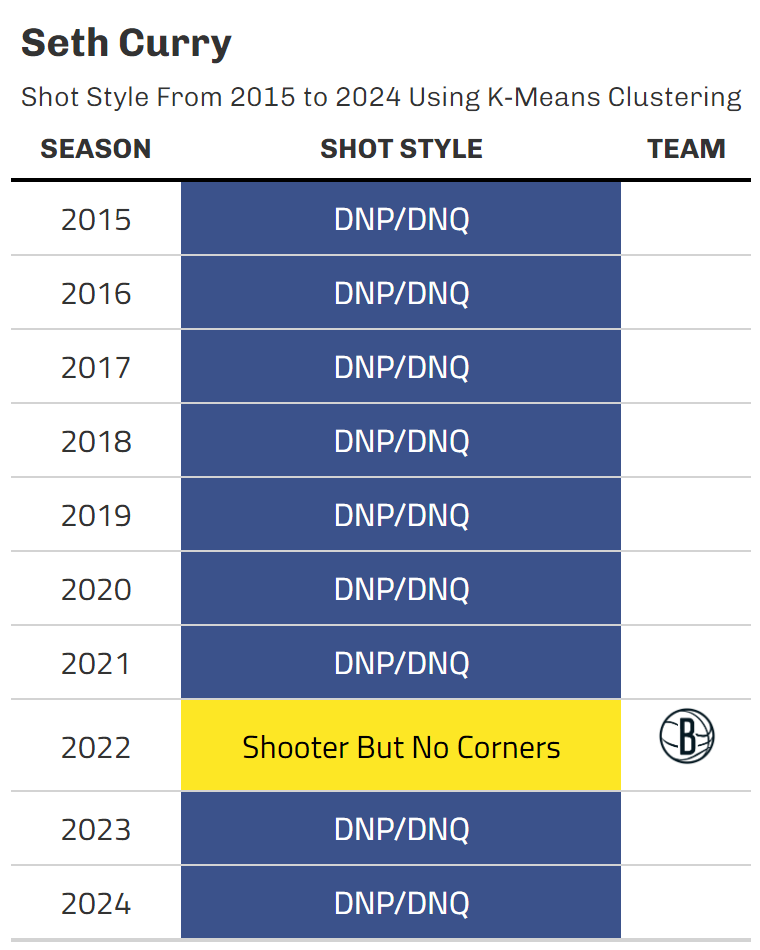 Seth Curry
Shot Style From 2015 to 2024 Using K-Means Clustering
SEASON SHOT STYLE TEAM
2015 DNP/DNQ
2016 DNP/DNQ
2017 DNP/DNQ
2018 DNP/DNQ
2019 DNP/DNQ
2020 DNP/DNQ
2021 DNP/DNQ
2022 Shooter But No Corners B
2023 DNP/DNQ
2024 DNP/DNQ